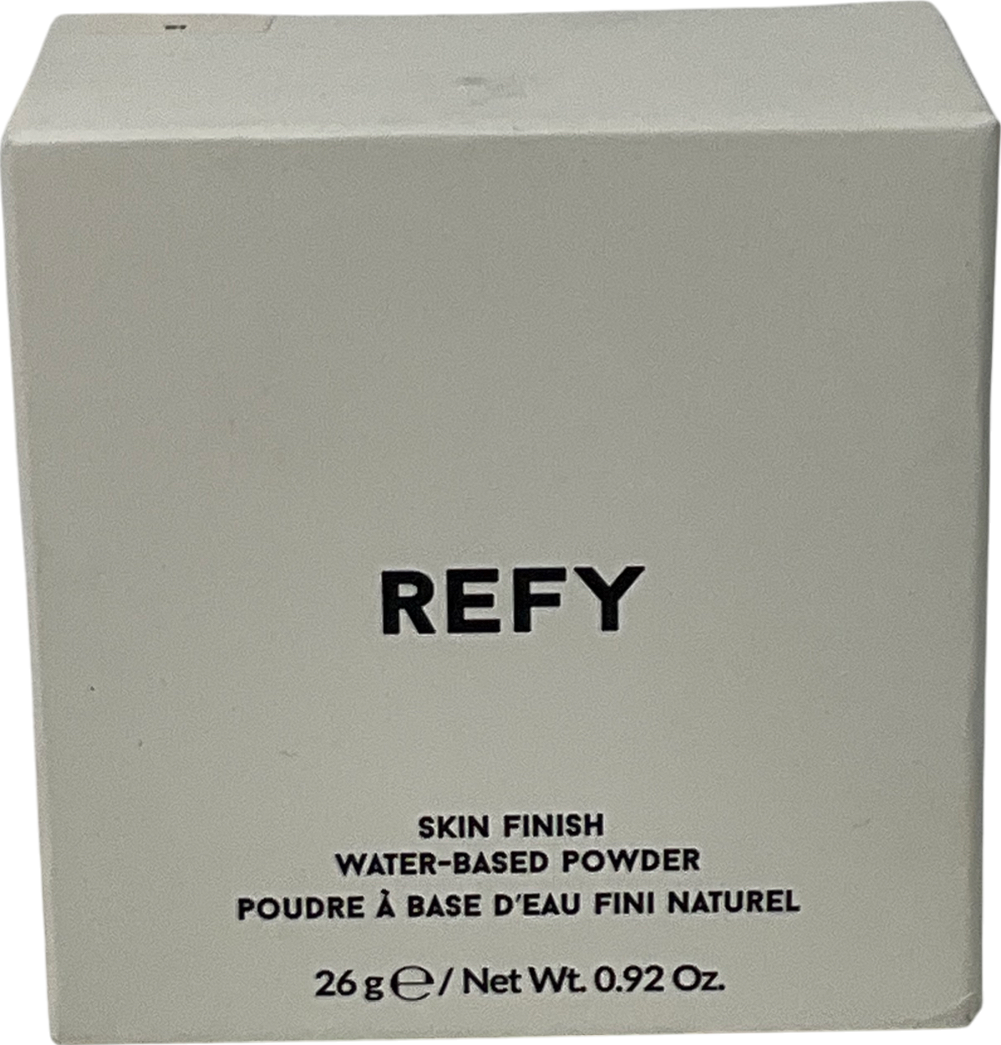 REFY
SKIN FINISH
WATER-BASED POWDER
POUDRE À BASE D'EAU FINI NATUREL
26 g ℮ / Net Wt. 0.92 Oz.